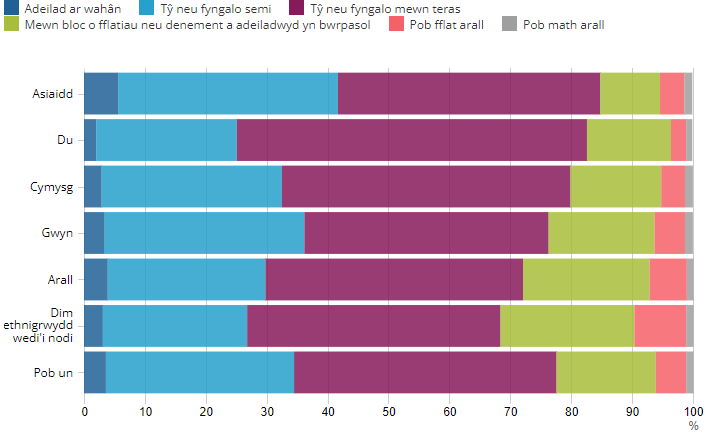 Adeilad ar wahân Tŷ neu fyngalo semi Tŷ neu fyngalo mewn teras
Mewn bloc o fflatiau neu denement a adeiladwyd yn bwrpasol Pob fflat arall Pob math arall
Asiaidd
Du
Cymysg
Gwyn
Arall
Dim
ethnigrwydd
wedi'i nodi
Pob un
0 10 20 30 40 50 60 70 80 90 100
%